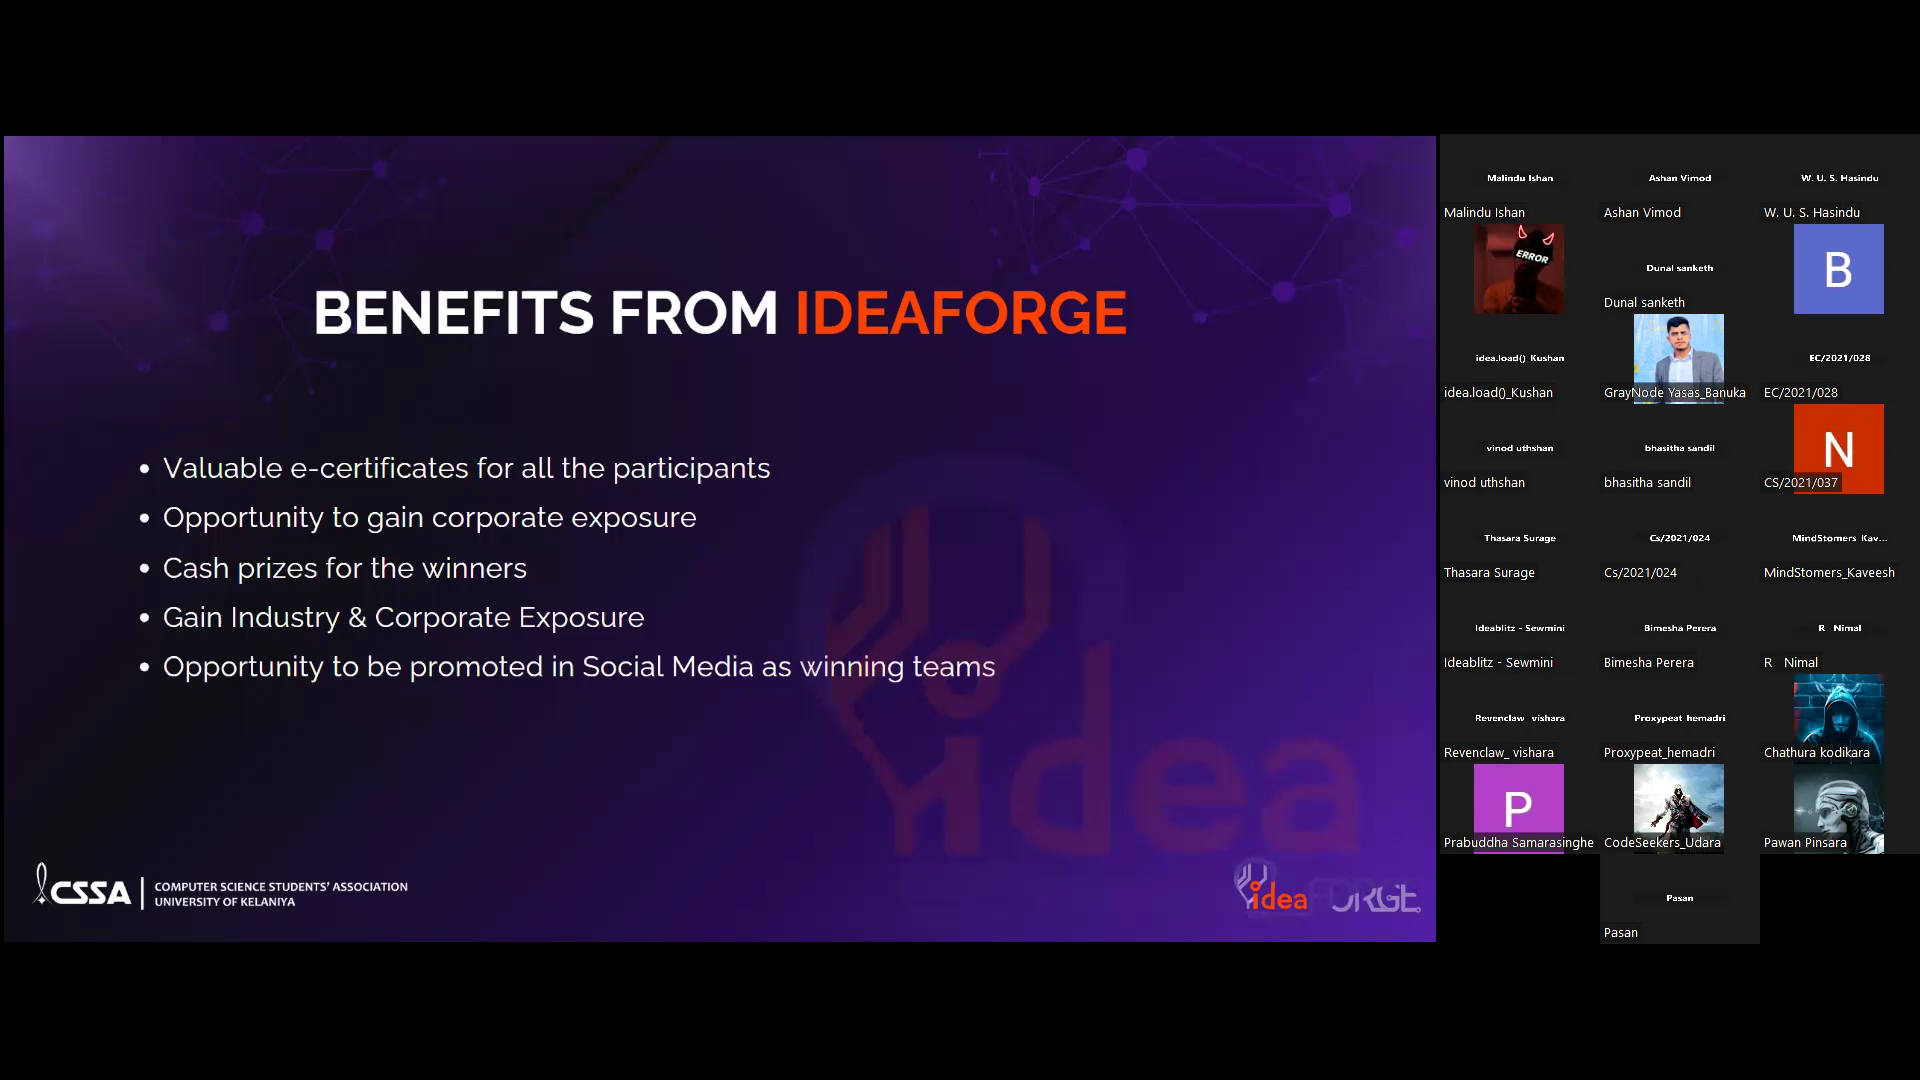 BENEFITS FROM IDEAFORGE
• Valuable e-certificates for all the participants
• Opportunity to gain corporate exposure
• Cash prizes for the winners
• Gain Industry & Corporate Exposure
• Opportunity to be promoted in Social Media as winning teams
idea
CSSA
COMPUTER SCIENCE STUDENTS' ASSOCIATION
UNIVERSITY OF KELANIYA
idea FORGE
Malindu Ishan
Ashan Vimod
W. U. S. Hasindu
Malindu Ishan
Ashan Vimod
W. U. S. Hasindu
ERROR
Dunal sanketh
B
Dunal sanketh
idea.load()_Kushan
EC/2021/028
idea.load()_Kushan
GrayNode Yasas_Banuka
EC/2021/028
vinod uthshan
bhasitha sandil
N
vinod uthshan
bhasitha sandil
CS/2021/037
Thasara Surage
Cs/2021/024
MindStomers_Kav...
Thasara Surage
Cs/2021/024
MindStomers_Kaveesh
Ideablitz - Sewmini
Bimesha Perera
R Nimal
Ideablitz - Sewmini
Bimesha Perera
R Nimal
Revenclaw_ vishara
Proxypeat_hemadri
Revenclaw_ vishara
Proxypeat_hemadri
Chathura kodikara
P
Prabuddha Samarasinghe
CodeSeekers_Udara
Pawan Pinsara
Pasan
Pasan